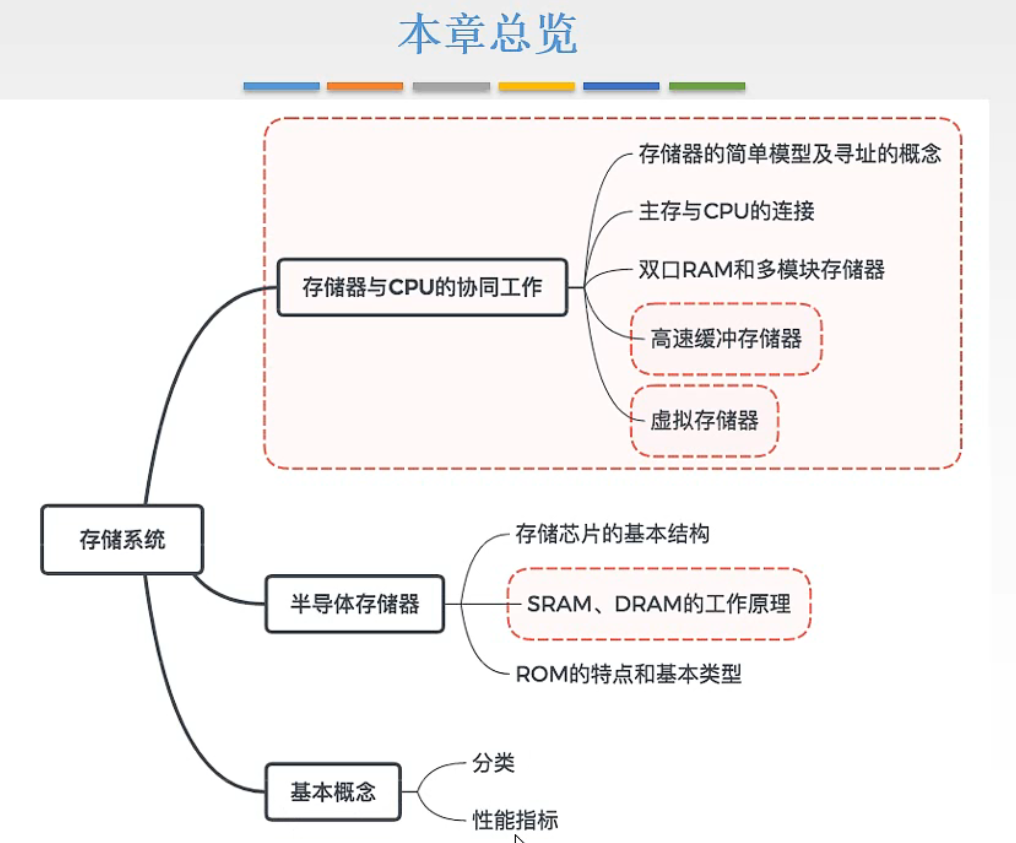 本章总览
存储器的简单模型及寻址的概念
主存与CPU的连接
双口RAM和多模块存储器
存储器与CPU的协同工作
高速缓冲存储器
虚拟存储器
存储系统
存储芯片的基本结构
半导体存储器
SRAM、DRAM的工作原理
ROM的特点和基本类型
分类
基本概念
性能指标